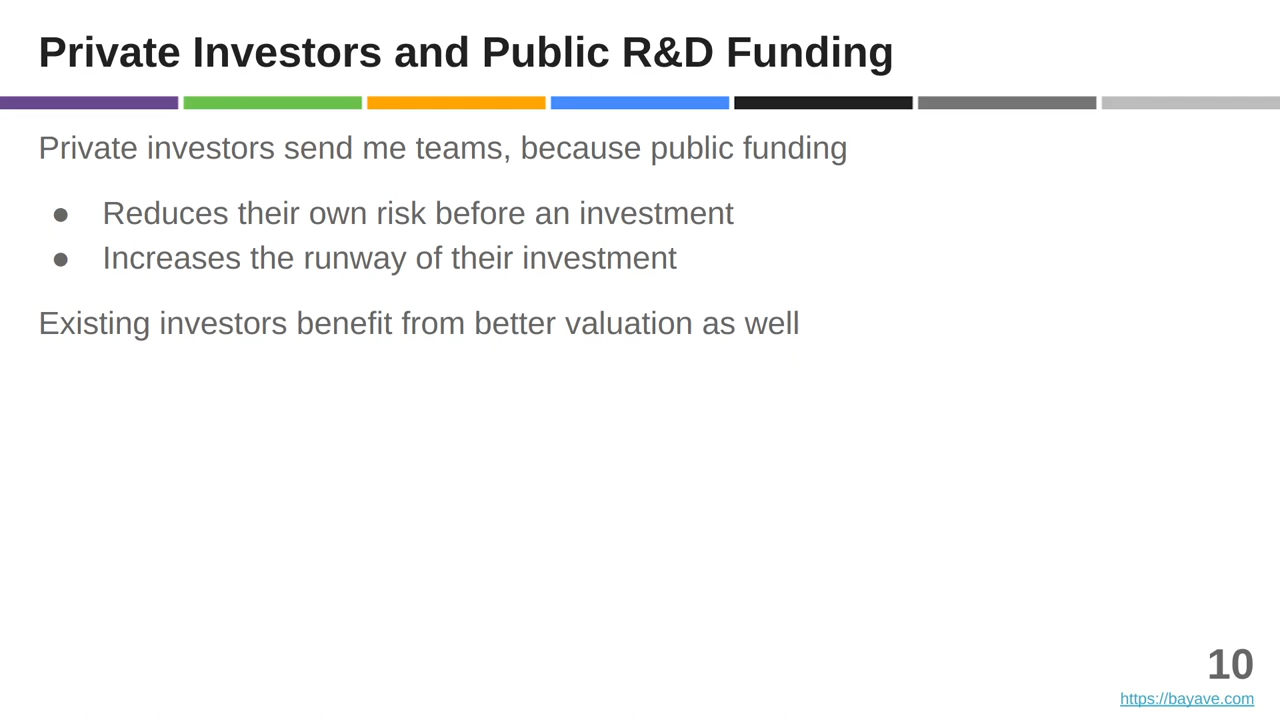 Private Investors and Public R&D Funding
Private investors send me teams, because public funding
● Reduces their own risk before an investment
● Increases the runway of their investment
Existing investors benefit from better valuation as well
10
https://bayave.com